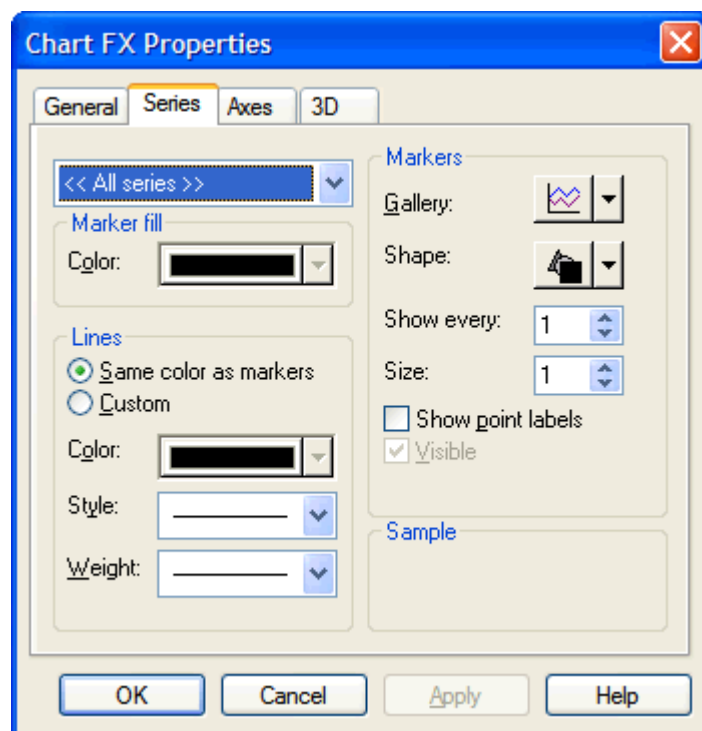 Chart FX Properties
General Series Axes 3D
<< All series >>
Marker fill
Color:
Lines
Same color as markers
Custom
Color:
Style:
Weight:
Markers
Gallery:
Shape:
Show every: 1
Size: 1
Show point labels
Visible
Sample
OK Cancel Apply Help